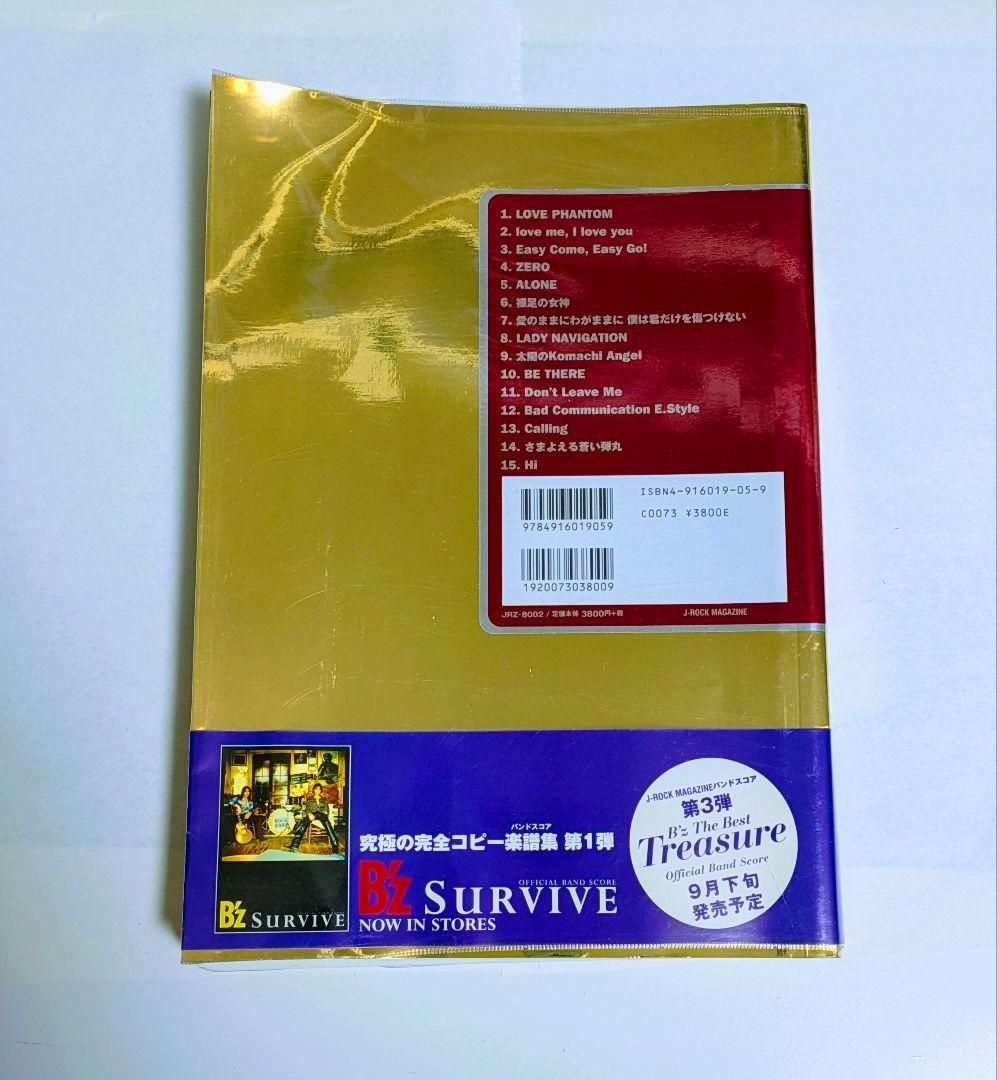 1. LOVE PHANTOM
2. love me, I love you
3. Easy Come, Easy Go!
4. ZERO
5. ALONE
6. 裸足の女神
7. 愛のままにわがままに 僕は君だけを傷つけない
8. LADY NAVIGATION
9. 太陽のKomachi Angel
10. BE THERE
11. Don't Leave Me
12. Bad Communication E.Style
13. Calling
14. さまよえる蒼い弾丸
15. Hi
ISBN4-916019-05-9
9784916019059
C0073 ¥3800E
1920073038009
JRZ-8002 / 定価本体 3800円+税
J-ROCK MAGAZINE
B'z SURVIVE
バンドスコア
究極の完全コピー楽譜集 第1弾
OFFICIAL BAND SCORE
B'z SURVIVE
NOW IN STORES
J-ROCK MAGAZINEバンドスコア
第3弾
B'z The Best
Treasure
Official Band Score
9月下旬
発売予定